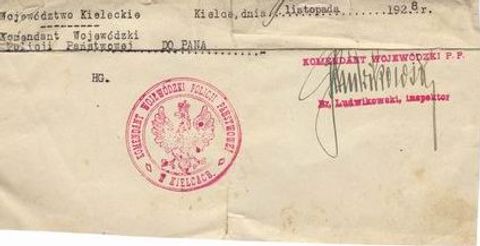 Województwo Kieleckie Kielce, dnia listopada 1928 r.
Komendant Wojewódzki
Policji Państwowej DO PANA
KOMENDANT WOJEWÓDZKI P. P.
HG.
Hr. Ludwikowski, inspektor
KOMENDANT WOJEWÓDZKI POLICJI PAŃSTWOWEJ
W KIELCACH.